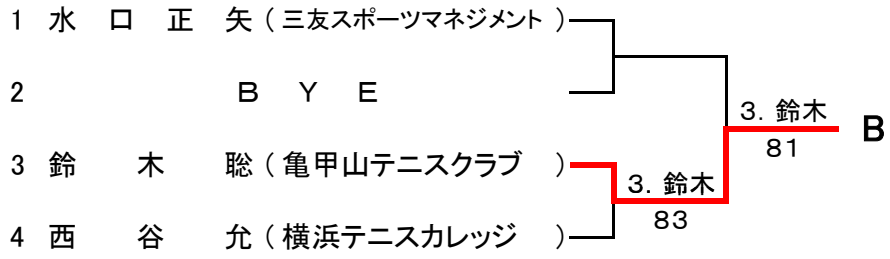 1 水口正矢(三友スポーツマネジメント)
2 BYE
3. 鈴木
81
B
3 鈴木聡(亀甲山テニスクラブ)
3. 鈴木
83
4 西谷允(横浜テニスカレッジ)